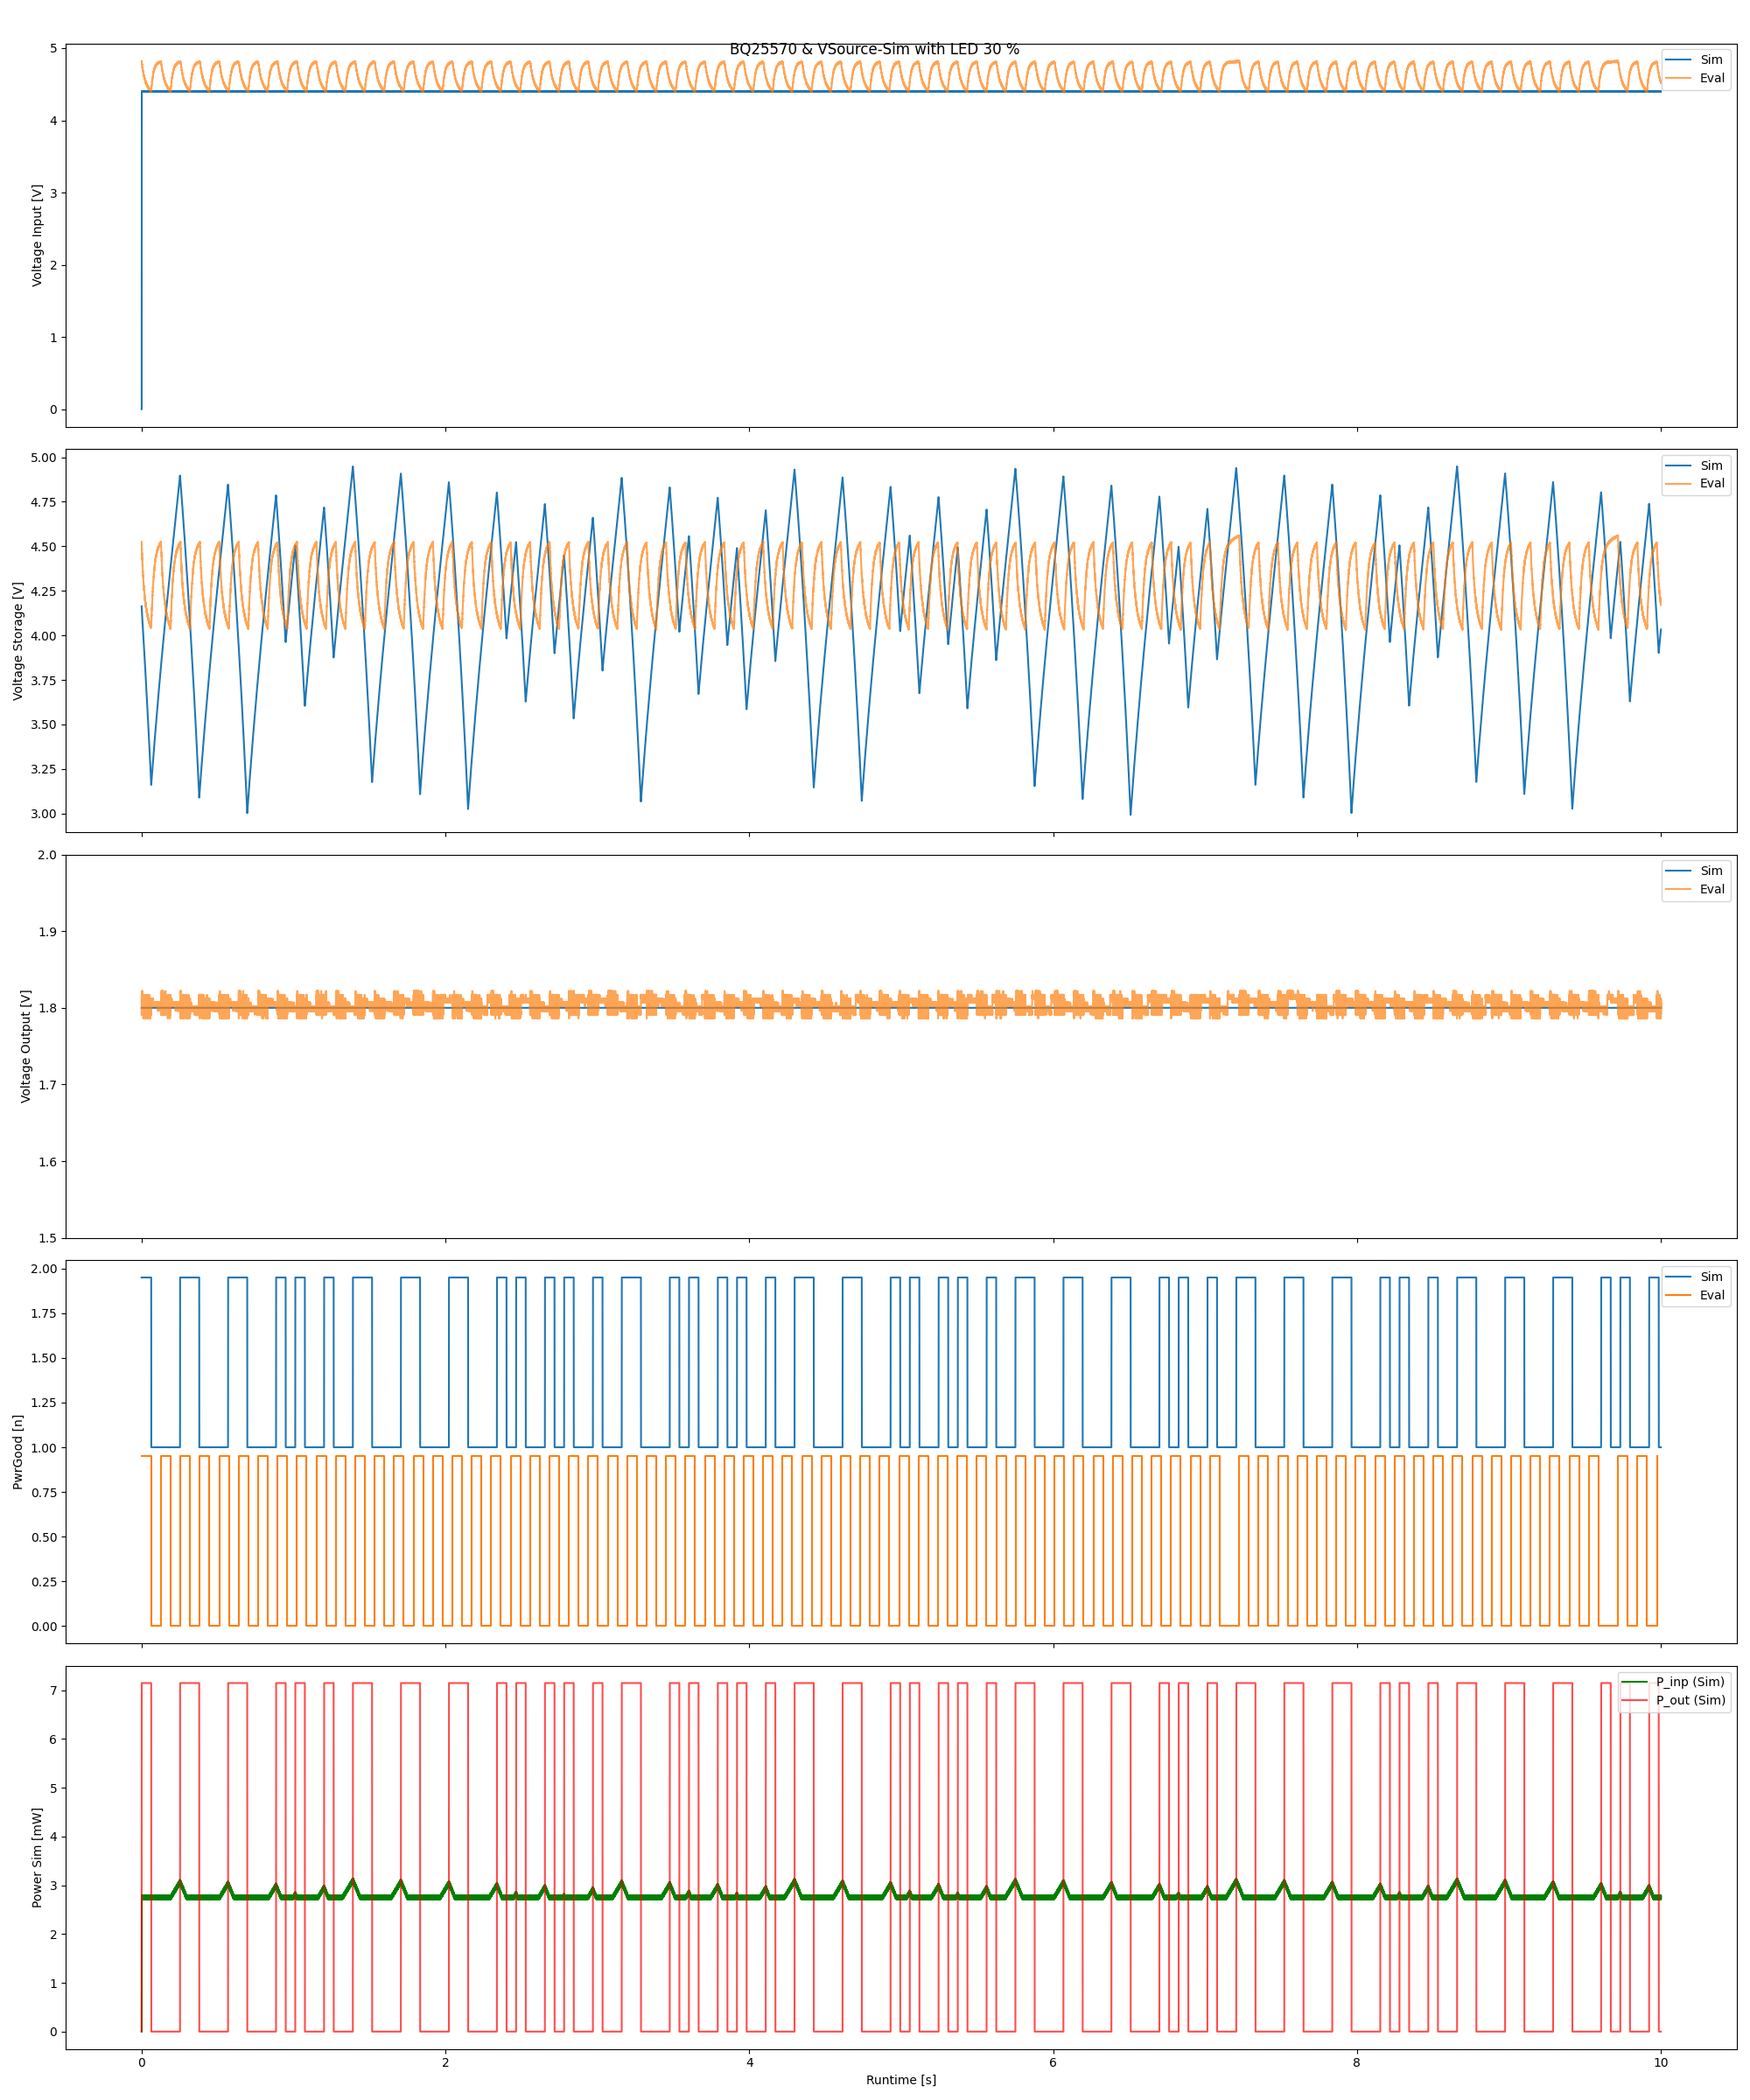 BQ25570 & VSource-Sim with LED 30 %
5
4
3
2
1
0
Voltage Input [V]
Sim
Eval
5.00
4.75
4.50
4.25
4.00
3.75
3.50
3.25
3.00
Voltage Storage [V]
Sim
Eval
2.0
1.9
1.8
1.7
1.6
1.5
Voltage Output [V]
Sim
Eval
2.00
1.75
1.50
1.25
1.00
0.75
0.50
0.25
0.00
PwrGood [n]
Sim
Eval
7
6
5
4
3
2
1
0
Power Sim [mW]
P_inp (Sim)
P_out (Sim)
0 2 4 6 8 10
Runtime [s]